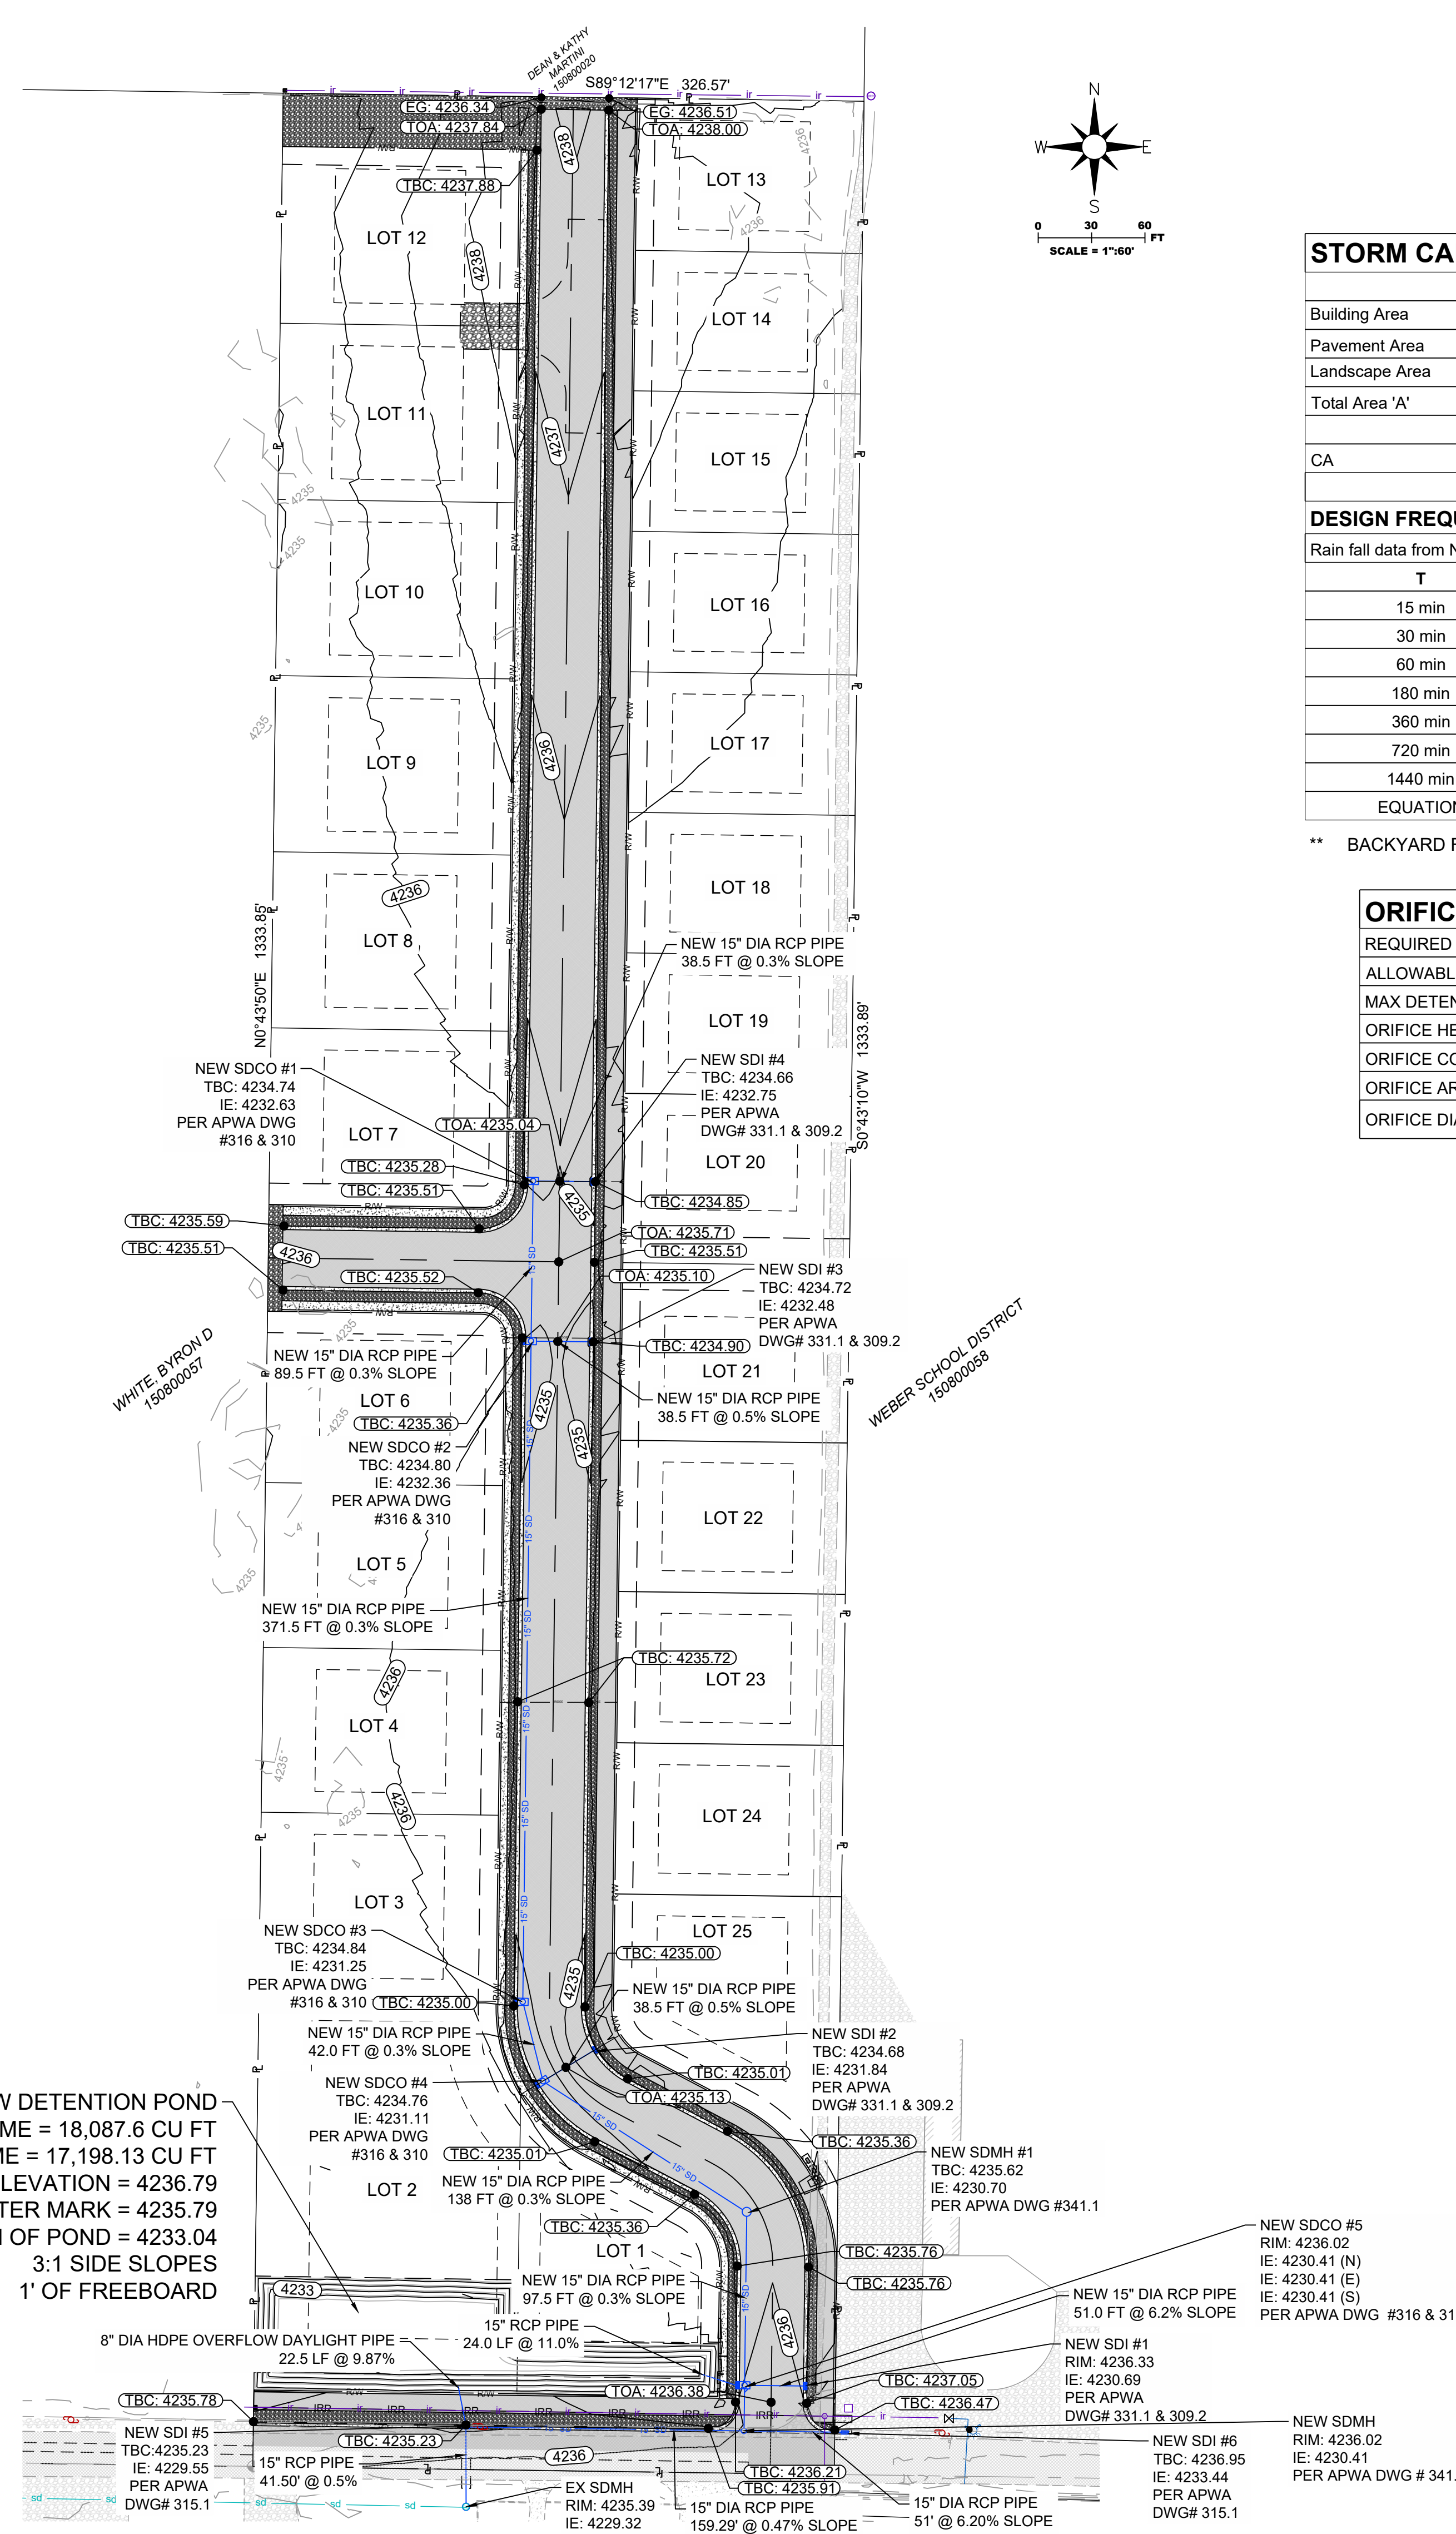 DEAN & KATHY
MARTINI
150800020
S89°12'17"E 326.57'
EG: 4236.34
TOA: 4237.84
EG: 4236.51
TOA: 4238.00
TBC: 4237.88
4238
4238
4236
4236
N
W
E
S
0 30 60
FT
SCALE = 1":60'
LOT 13
LOT 12
LOT 14
LOT 11
4237
LOT 15
4235
4235
LOT 10
LOT 16
4235
LOT 9
4236
LOT 17
LOT 18
4236
LOT 8
N0°43'50"E 1333.85'
NEW 15" DIA RCP PIPE
38.5 FT @ 0.3% SLOPE
LOT 19
S0°43'10"W 1333.89'
NEW SDCO #1
TBC: 4234.74
IE: 4232.63
PER APWA DWG
#316 & 310
NEW SDI #4
TBC: 4234.66
IE: 4232.75
PER APWA
DWG# 331.1 & 309.2
TOA: 4235.04
LOT 7
LOT 20
TBC: 4235.28
TBC: 4235.51
TBC: 4234.85
4235
TBC: 4235.59
TBC: 4235.51
4236
TOA: 4235.71
TBC: 4235.51
TOA: 4235.10
TBC: 4235.52
NEW SDI #3
TBC: 4234.72
IE: 4232.48
PER APWA
DWG# 331.1 & 309.2
TBC: 4234.90
LOT 21
WHITE, BYRON D
150800057
WEBER SCHOOL DISTRICT
150800058
4235
NEW 15" DIA RCP PIPE
89.5 FT @ 0.3% SLOPE
LOT 6
4235
TBC: 4235.36
NEW 15" DIA RCP PIPE
38.5 FT @ 0.5% SLOPE
4235
4235
NEW SDCO #2
TBC: 4234.80
IE: 4232.36
PER APWA DWG
#316 & 310
LOT 22
LOT 5
4235
NEW 15" DIA RCP PIPE
371.5 FT @ 0.3% SLOPE
TBC: 4235.72
4236
LOT 23
LOT 4
4235
4236
4235
LOT 24
LOT 3
LOT 25
NEW SDCO #3
TBC: 4234.84
IE: 4231.25
PER APWA DWG
#316 & 310
TBC: 4235.00
TBC: 4235.00
4235
NEW 15" DIA RCP PIPE
38.5 FT @ 0.5% SLOPE
NEW 15" DIA RCP PIPE
42.0 FT @ 0.3% SLOPE
NEW SDI #2
TBC: 4234.68
IE: 4231.84
PER APWA
DWG# 331.1 & 309.2
NEW SDCO #4
TBC: 4234.76
IE: 4231.11
PER APWA DWG
#316 & 310
TBC: 4235.01
TOA: 4235.13
TBC: 4235.01
15" SD
TBC: 4235.36
LOT 2
NEW 15" DIA RCP PIPE
138 FT @ 0.3% SLOPE
NEW SDMH #1
TBC: 4235.62
IE: 4230.70
PER APWA DWG #341.1
W DETENTION POND
ME = 18,087.6 CU FT
ME = 17,198.13 CU FT
LEVATION = 4236.79
TER MARK = 4235.79
M OF POND = 4233.04
3:1 SIDE SLOPES
1' OF FREEBOARD
TBC: 4235.36
LOT 1
TBC: 4235.76
TBC: 4235.76
4233
NEW 15" DIA RCP PIPE
97.5 FT @ 0.3% SLOPE
15" SD
NEW SDCO #5
RIM: 4236.02
IE: 4230.41 (N)
IE: 4230.41 (E)
IE: 4230.41 (S)
PER APWA DWG #316 & 31
NEW 15" DIA RCP PIPE
51.0 FT @ 6.2% SLOPE
15" RCP PIPE
24.0 LF @ 11.0%
8" DIA HDPE OVERFLOW DAYLIGHT PIPE
22.5 LF @ 9.87%
4236
NEW SDI #1
RIM: 4236.33
IE: 4230.69
PER APWA
DWG# 331.1 & 309.2
TBC: 4237.05
TOA: 4236.38
TBC: 4235.78
TBC: 4236.47
ir IRR ir IRR ir IRR ir IRR ir
NEW SDI #5
TBC:4235.23
IE: 4229.55
PER APWA
DWG# 315.1
TBC: 4235.23
15" RCP PIPE
41.50' @ 0.5%
4236
TBC: 4236.21
TBC: 4235.91
NEW SDI #6
TBC: 4236.95
IE: 4233.44
PER APWA
DWG# 315.1
NEW SDMH
RIM: 4236.02
IE: 4230.41
PER APWA DWG # 341.
EX SDMH
RIM: 4235.39
IE: 4229.32
15" DIA RCP PIPE
159.29' @ 0.47% SLOPE
15" DIA RCP PIPE
51' @ 6.20% SLOPE
sd sd sd sd
STORM CA
Building Area
Pavement Area
Landscape Area
Total Area 'A'
CA
DESIGN FREQU
Rain fall data from N
T
15 min
30 min
60 min
180 min
360 min
720 min
1440 min
EQUATION
** BACKYARD F
ORIFIC
REQUIRED
ALLOWABL
MAX DETEN
ORIFICE HE
ORIFICE CO
ORIFICE AR
ORIFICE DIA